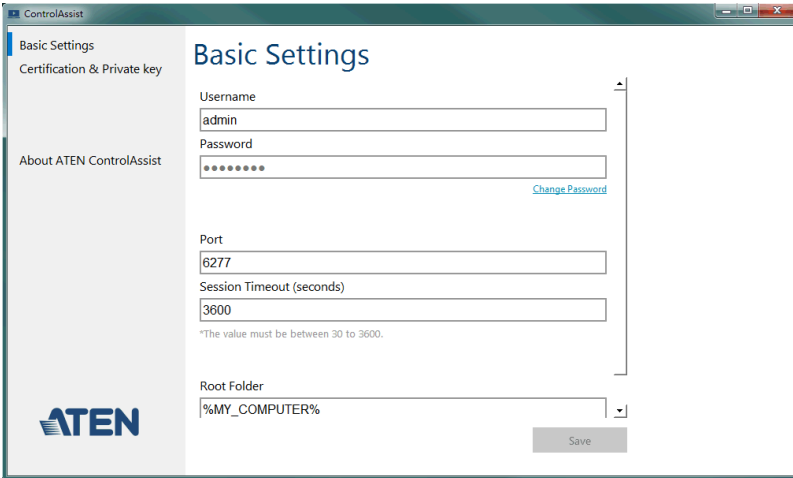 ControlAssist
Basic Settings
Certification & Private key
About ATEN ControlAssist
ATEN
Basic Settings
Username
admin
Password
••••••••
Change Password
Port
6277
Session Timeout (seconds)
3600
*The value must be between 30 to 3600.
Root Folder
%MY_COMPUTER%
Save